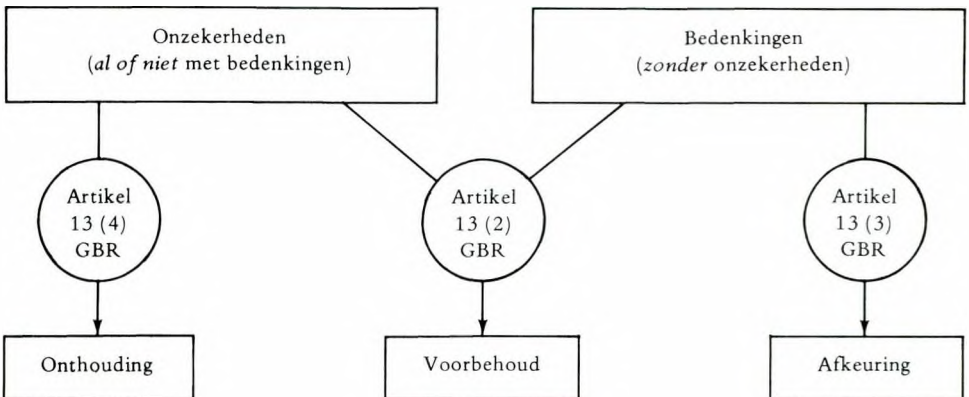 Onzekerheden
(al of niet met bedenkingen)
Bedenkingen
(zonder onzekerheden)
Artikel
13 (4)
GBR
Artikel
13 (2)
GBR
Artikel
13 (3)
GBR
Onthouding
Voorbehoud
Afkeuring